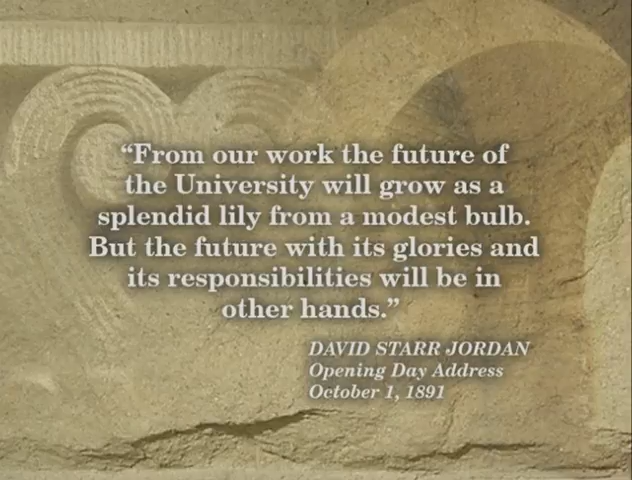 “From our work the future of
the University will grow as a
splendid lily from a modest bulb.
But the future with its glories and
its responsibilities will be in
other hands.”
DAVID STARR JORDAN
Opening Day Address
October 1, 1891